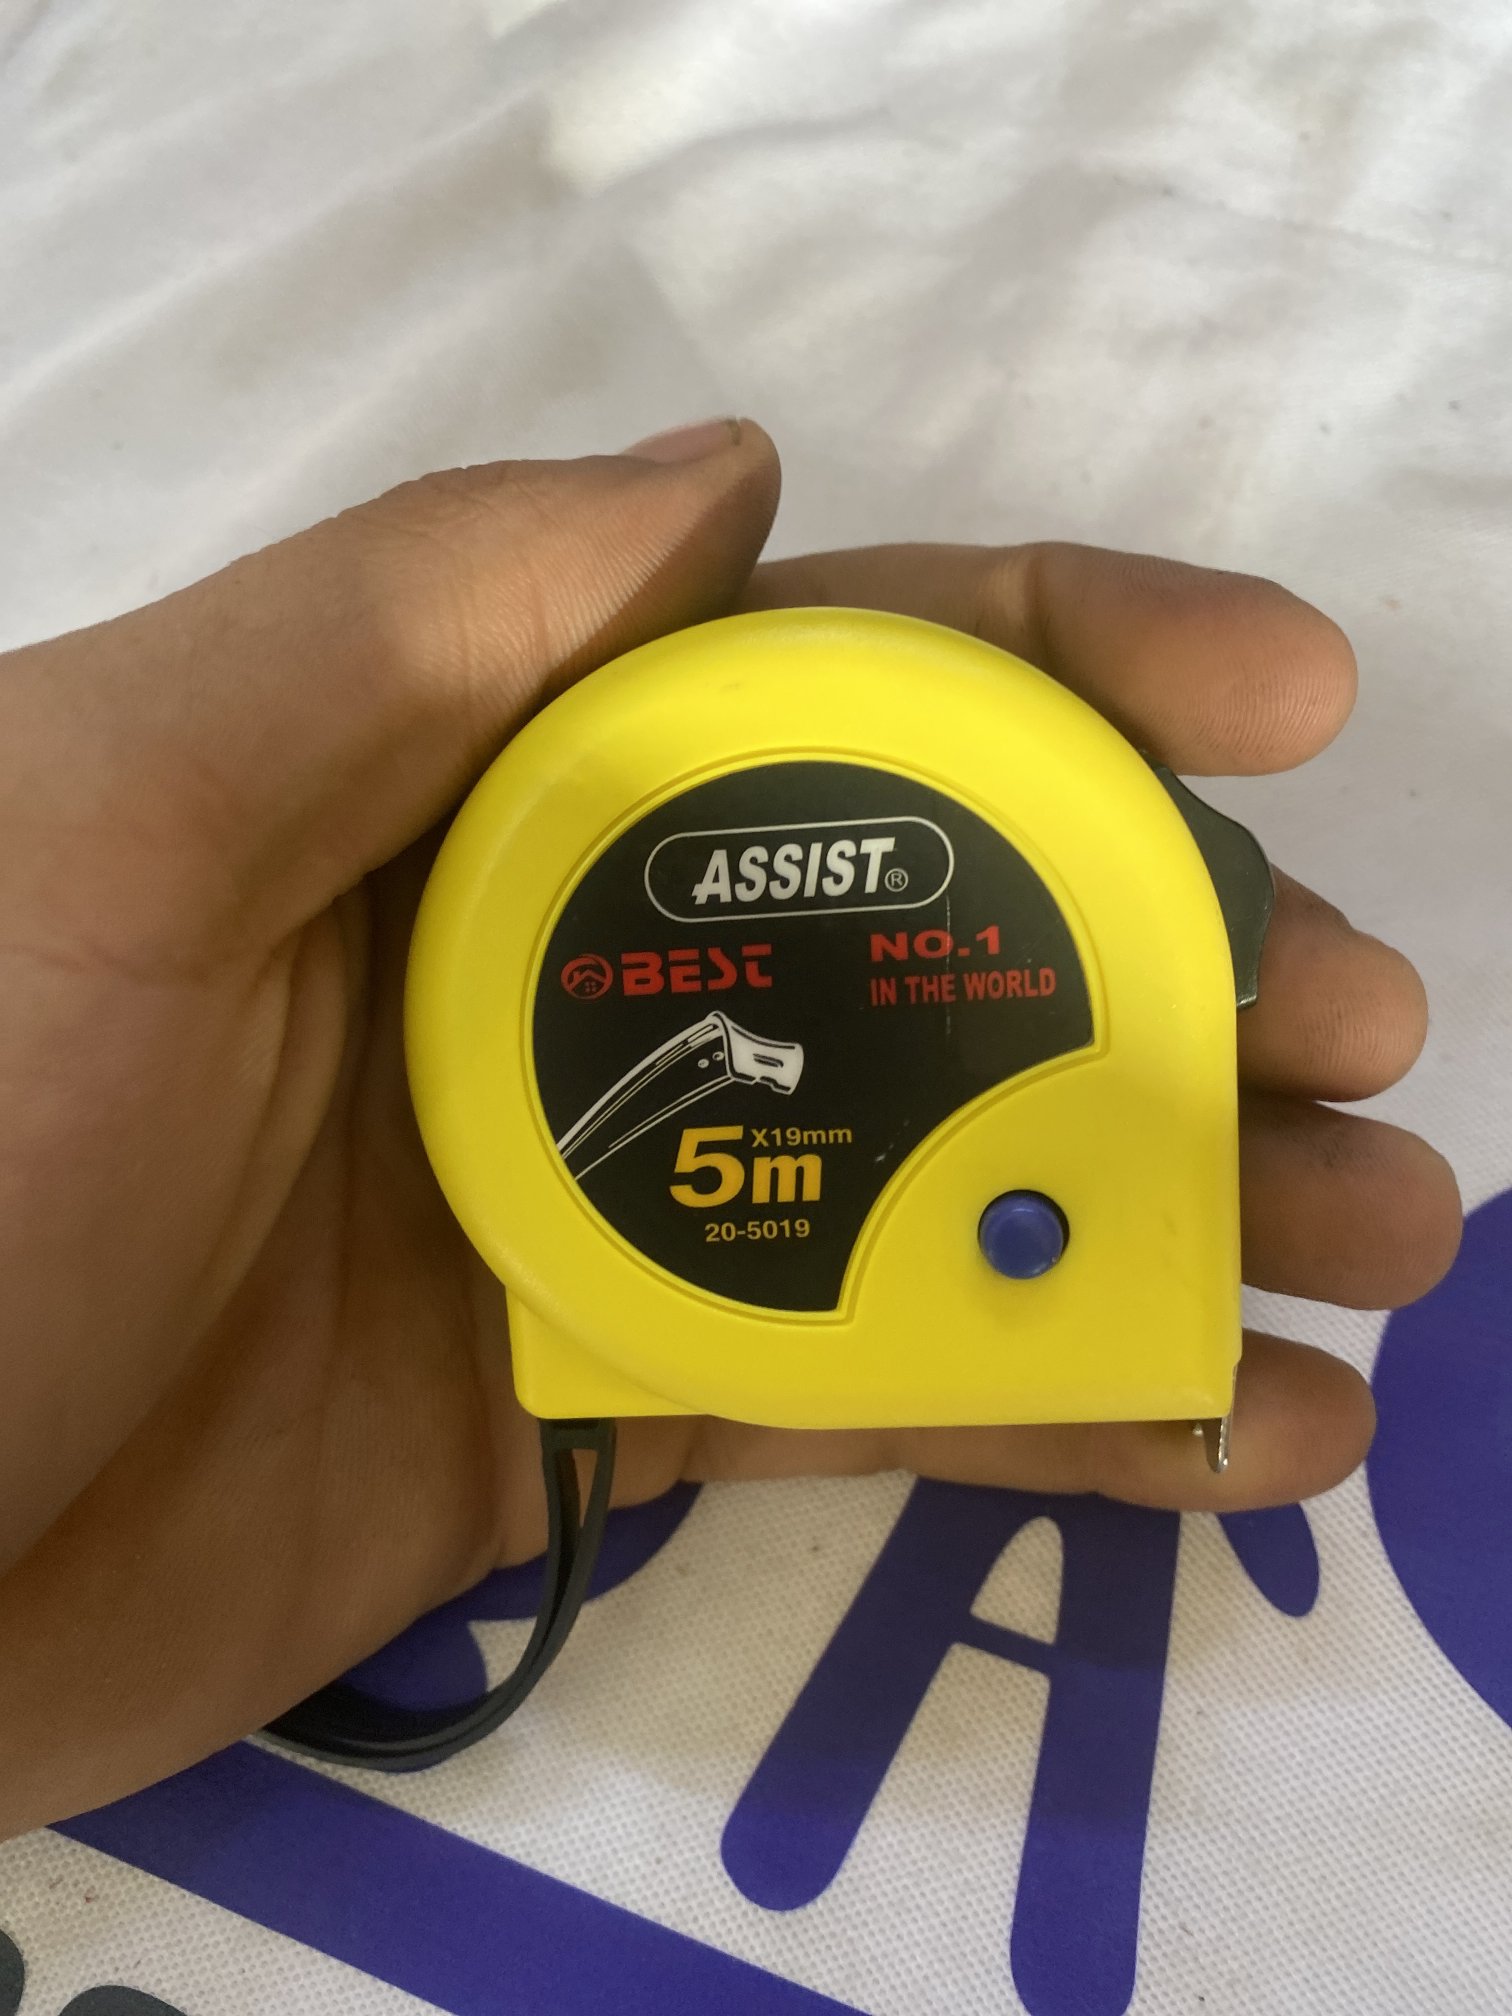 ASSIST®
BEST
NO.1
IN THE WORLD
5m
X19mm
20-5019